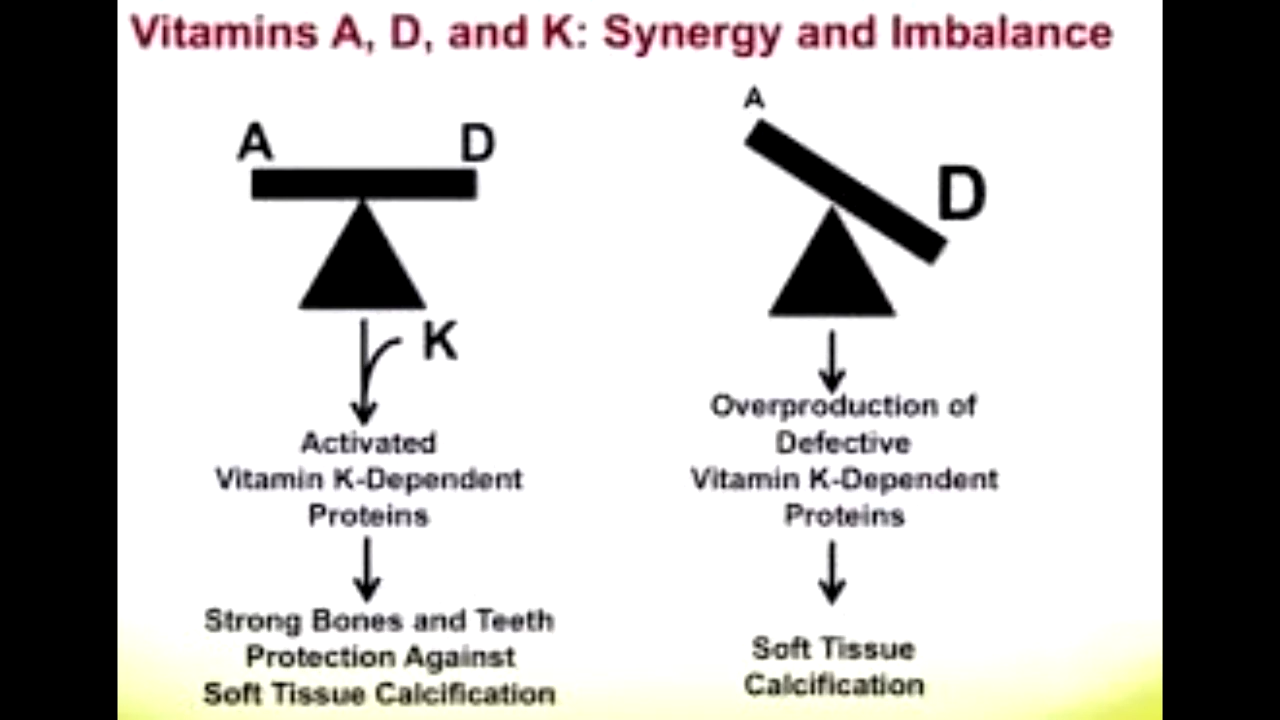 Vitamins A, D, and K: Synergy and Imbalance
A D
K
Activated
Vitamin K-Dependent
Proteins
Strong Bones and Teeth
Protection Against
Soft Tissue Calcification
A
D
Overproduction of
Defective
Vitamin K-Dependent
Proteins
Soft Tissue
Calcification